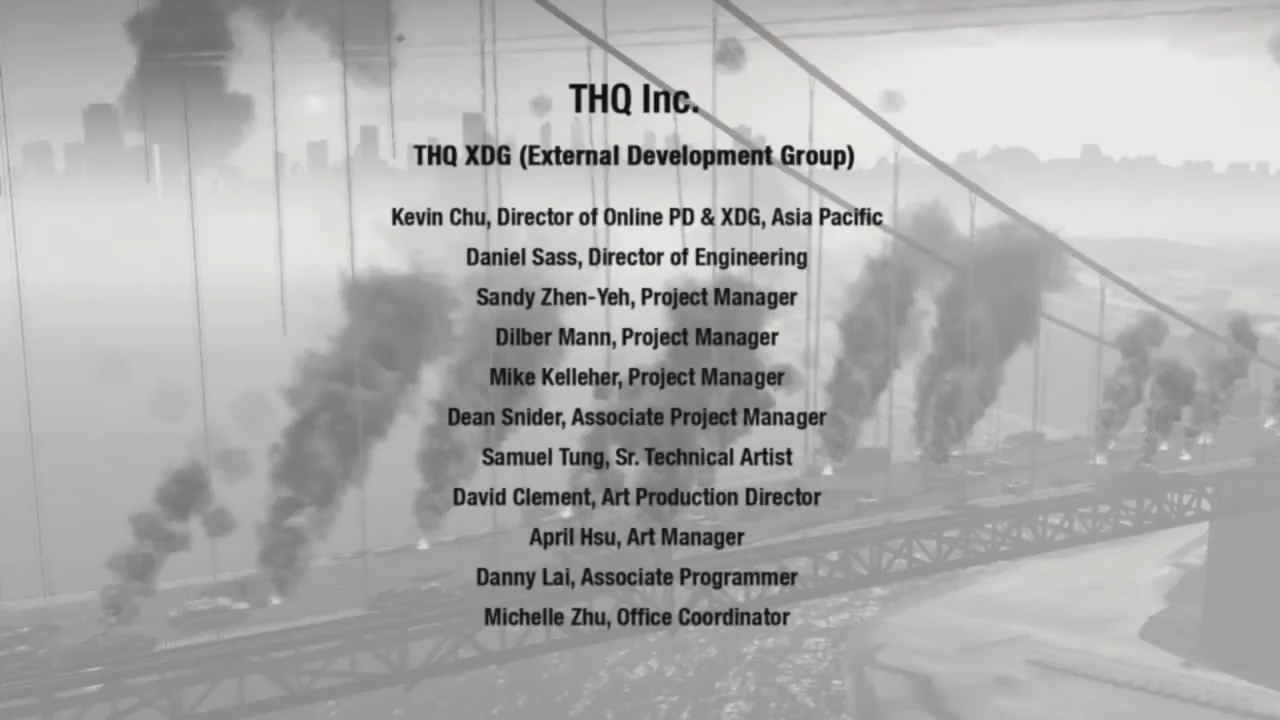 THQ Inc.
THQ XDG (External Development Group)
Kevin Chu, Director of Online PD & XDG, Asia Pacific
Daniel Sass, Director of Engineering
Sandy Zhen-Yeh, Project Manager
Dilber Mann, Project Manager
Mike Kelleher, Project Manager
Dean Snider, Associate Project Manager
Samuel Tung, Sr. Technical Artist
David Clement, Art Production Director
April Hsu, Art Manager
Danny Lai, Associate Programmer
Michelle Zhu, Office Coordinator